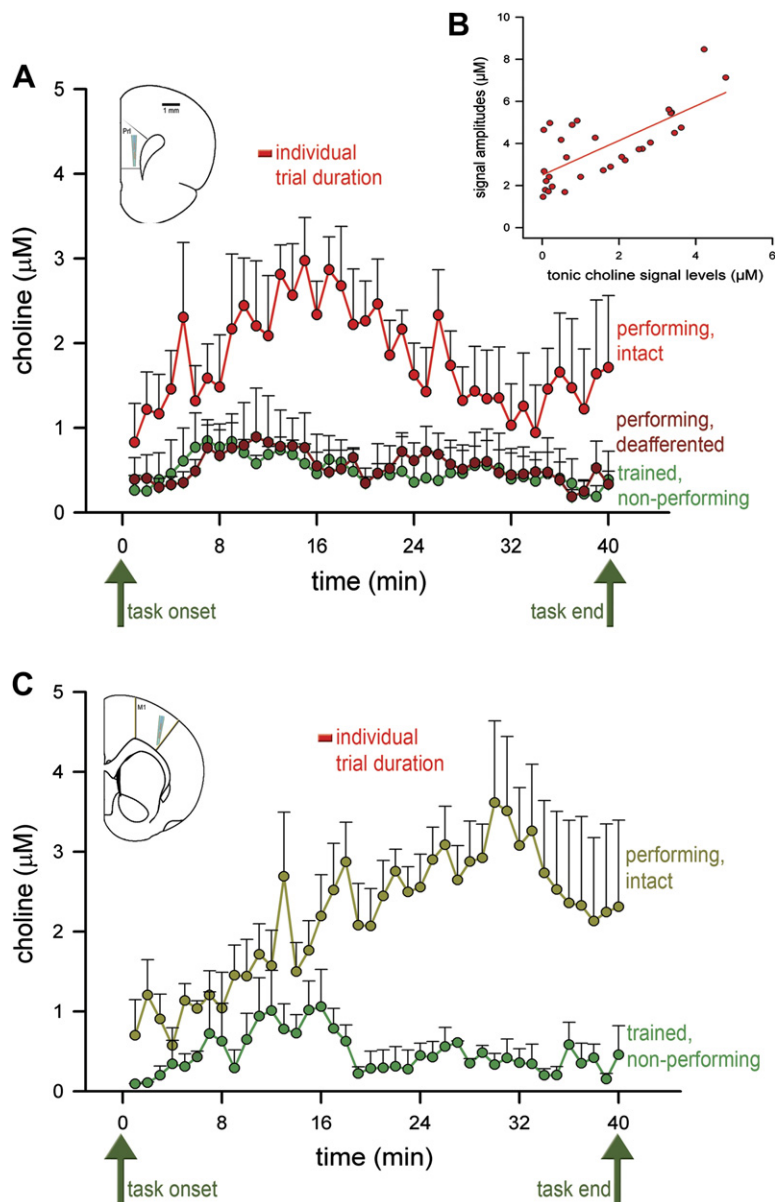 A
B
5
4
3
2
1
0
choline (µM)
1 mm
Prl
individual
trial duration
10
8
6
4
2
0
signal amplitudes (µM)
0 2 4 6
tonic choline signal levels (µM)
performing,
intact
performing,
deafferented
trained,
non-performing
0 8 16 24 32 40
time (min)
task onset
task end
C
5
4
3
2
1
0
choline (µM)
M1
individual
trial duration
performing,
intact
trained,
non-performing
0 8 16 24 32 40
time (min)
task onset
task end